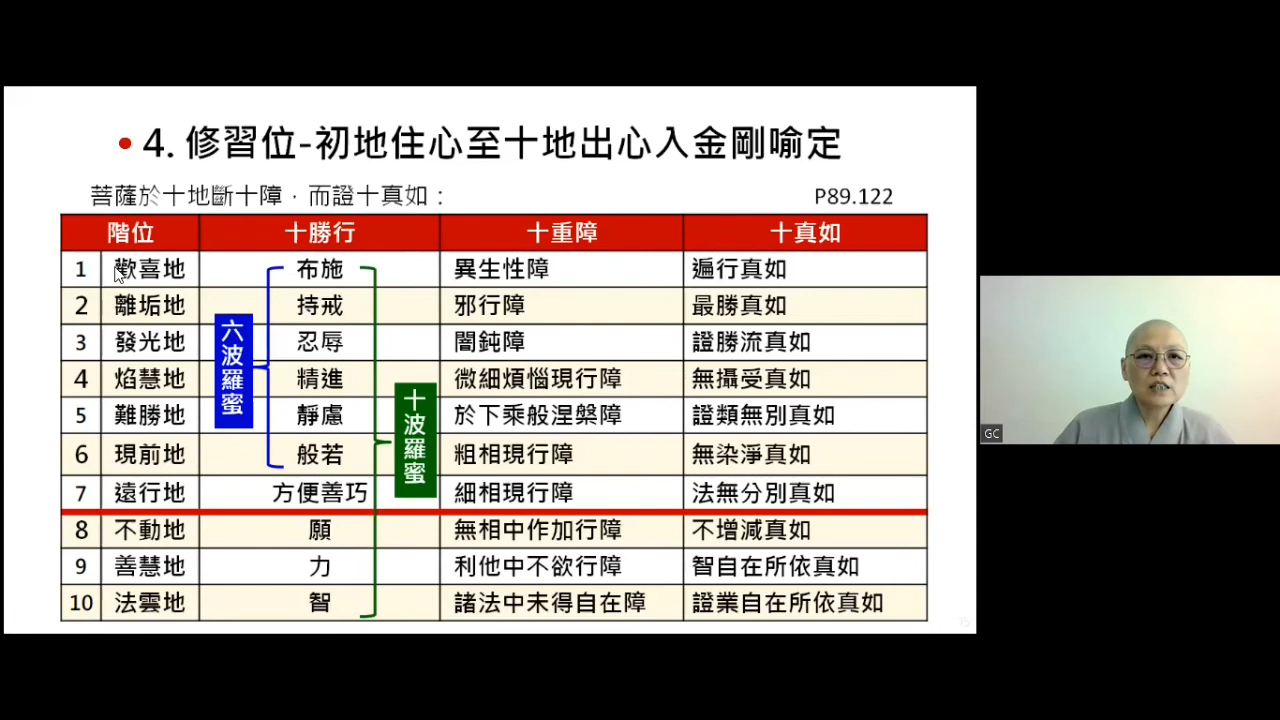 • 4. 修習位-初地住心至十地出心入金剛喻定
菩薩於十地斷十障，而證十真如： P89.122
階位 十勝行 十重障 十真如
1 歡喜地 布施 異生性障 遍行真如
2 離垢地 持戒 邪行障 最勝真如
3 發光地 忍辱 闇鈍障 證勝流真如
4 焰慧地 精進 微細煩惱現行障 無攝受真如
5 難勝地 靜慮 於下乘般涅槃障 證類無別真如
6 現前地 般若 粗相現行障 無染淨真如
7 遠行地 方便善巧 細相現行障 法無分別真如
8 不動地 願 無相中作加行障 不增減真如
9 善慧地 力 利他中不欲行障 智自在所依真如
10 法雲地 智 諸法中未得自在障 證業自在所依真如
六波羅蜜
十波羅蜜
75
GC